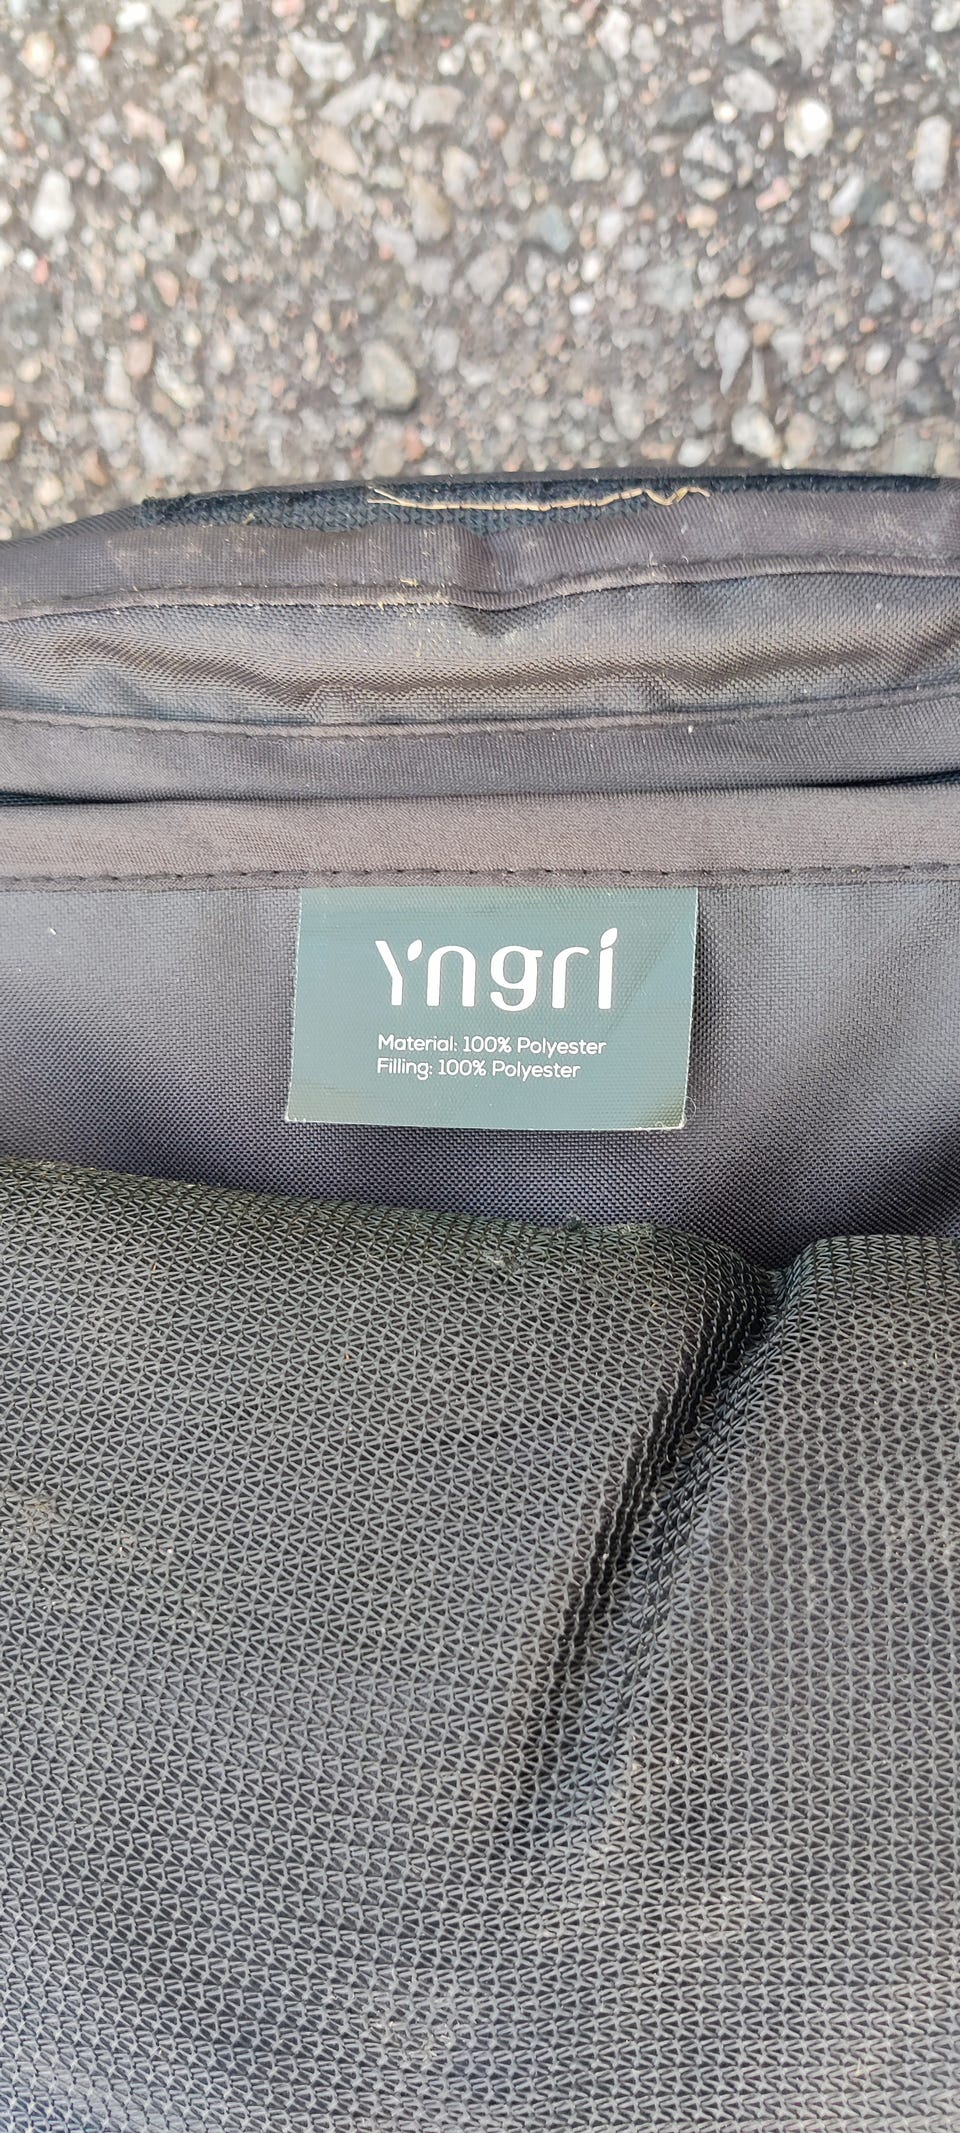 Yngri
Material: 100% Polyester
Filling: 100% Polyester